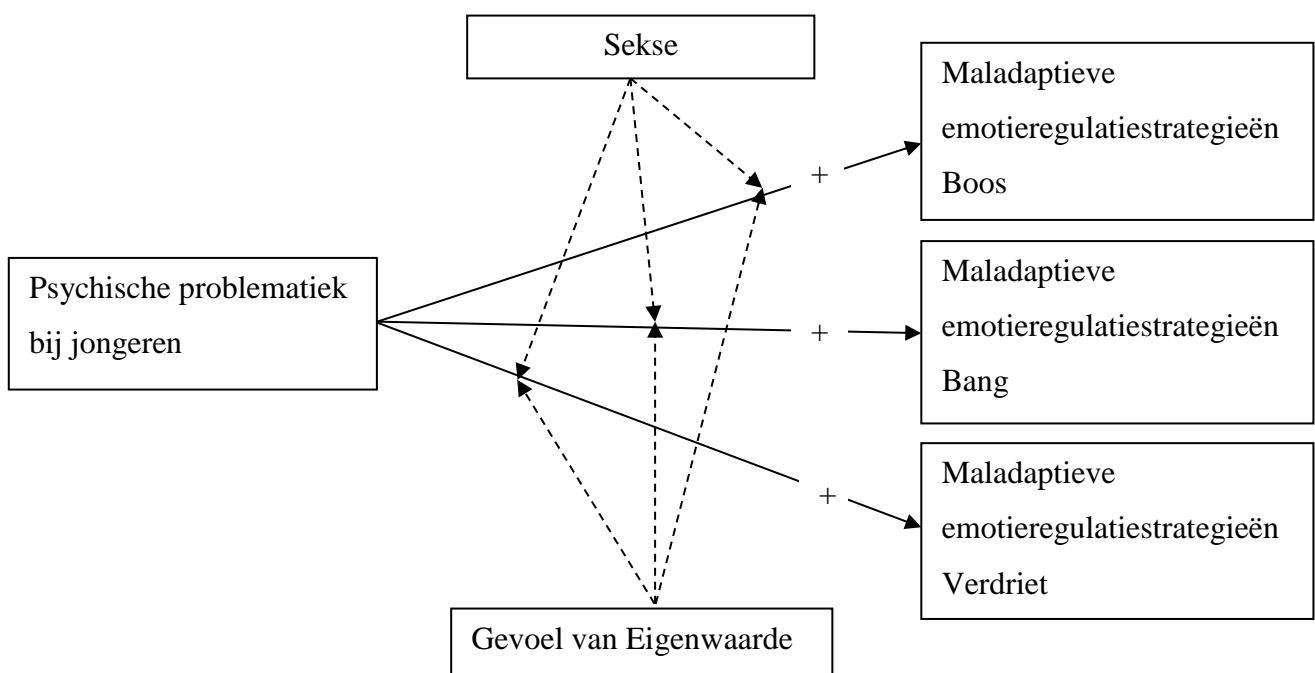 Sekse
Maladaptieve
emotieregulatiestrategieën
Boos
+
Psychische problematiek
bij jongeren
Maladaptieve
emotieregulatiestrategieën
Bang
+
Maladaptieve
emotieregulatiestrategieën
Verdriet
+
Gevoel van Eigenwaarde